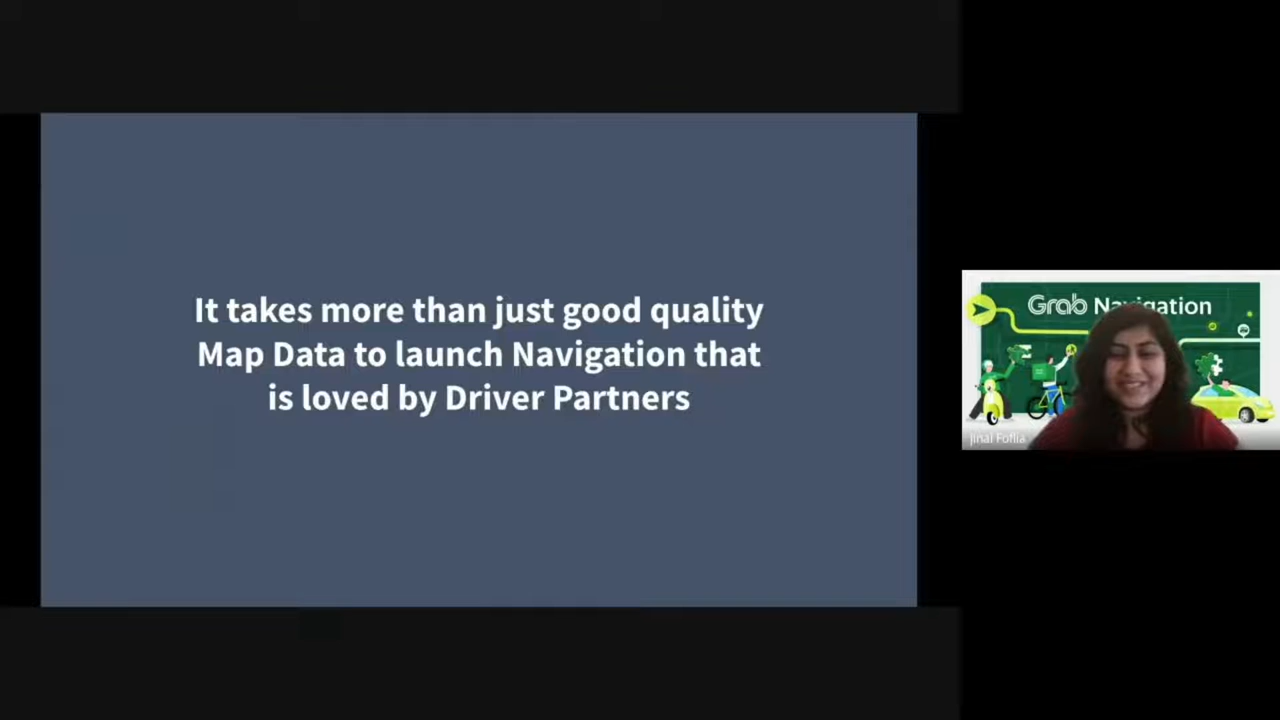 It takes more than just good quality
Map Data to launch Navigation that
is loved by Driver Partners
Grab Navigation
Jinal Foflia